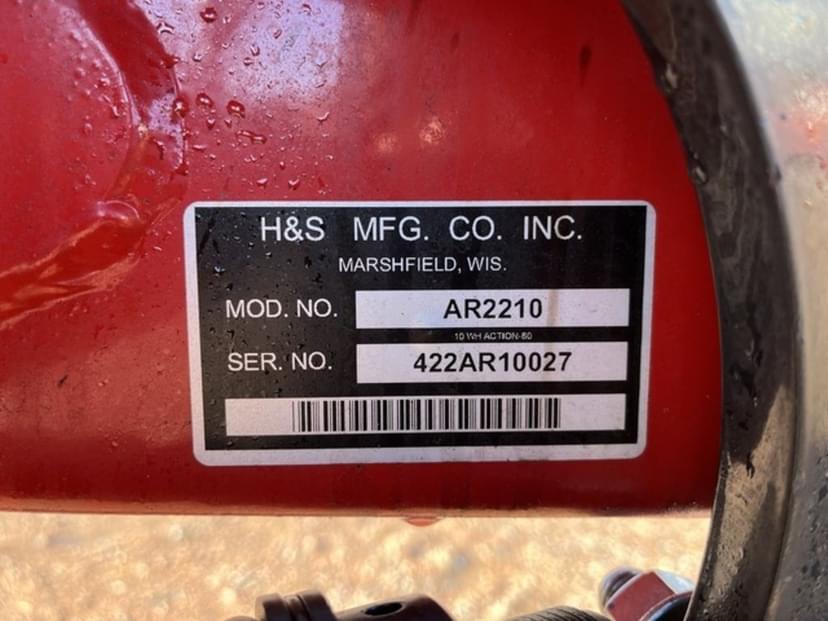 H&S MFG. CO. INC.
MARSHFIELD, WIS.
MOD. NO. AR2210
10 WH ACTION-60
SER. NO. 422AR10027